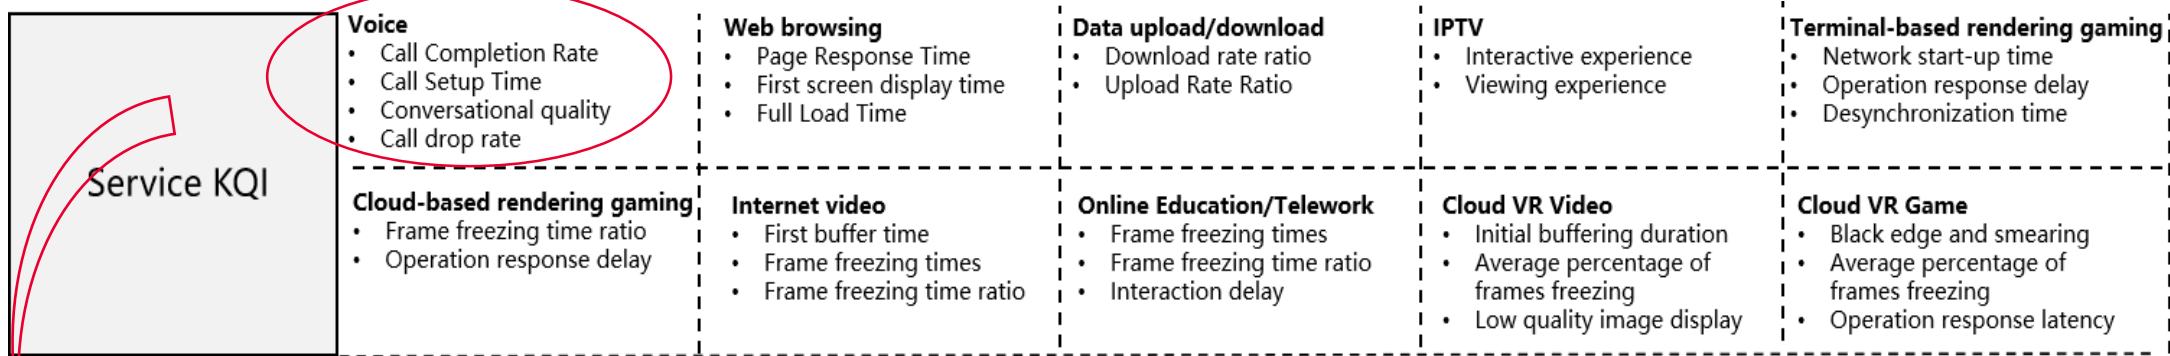 Service KQI
Voice
• Call Completion Rate
• Call Setup Time
• Conversational quality
• Call drop rate
Web browsing
• Page Response Time
• First screen display time
• Full Load Time
Data upload/download
• Download rate ratio
• Upload Rate Ratio
IPTV
• Interactive experience
• Viewing experience
Terminal-based rendering gaming
• Network start-up time
• Operation response delay
• Desynchronization time
Cloud-based rendering gaming
• Frame freezing time ratio
• Operation response delay
Internet video
• First buffer time
• Frame freezing times
• Frame freezing time ratio
Online Education/Telework
• Frame freezing times
• Frame freezing time ratio
• Interaction delay
Cloud VR Video
• Initial buffering duration
• Average percentage of
frames freezing
• Low quality image display
Cloud VR Game
• Black edge and smearing
• Average percentage of
frames freezing
• Operation response latency